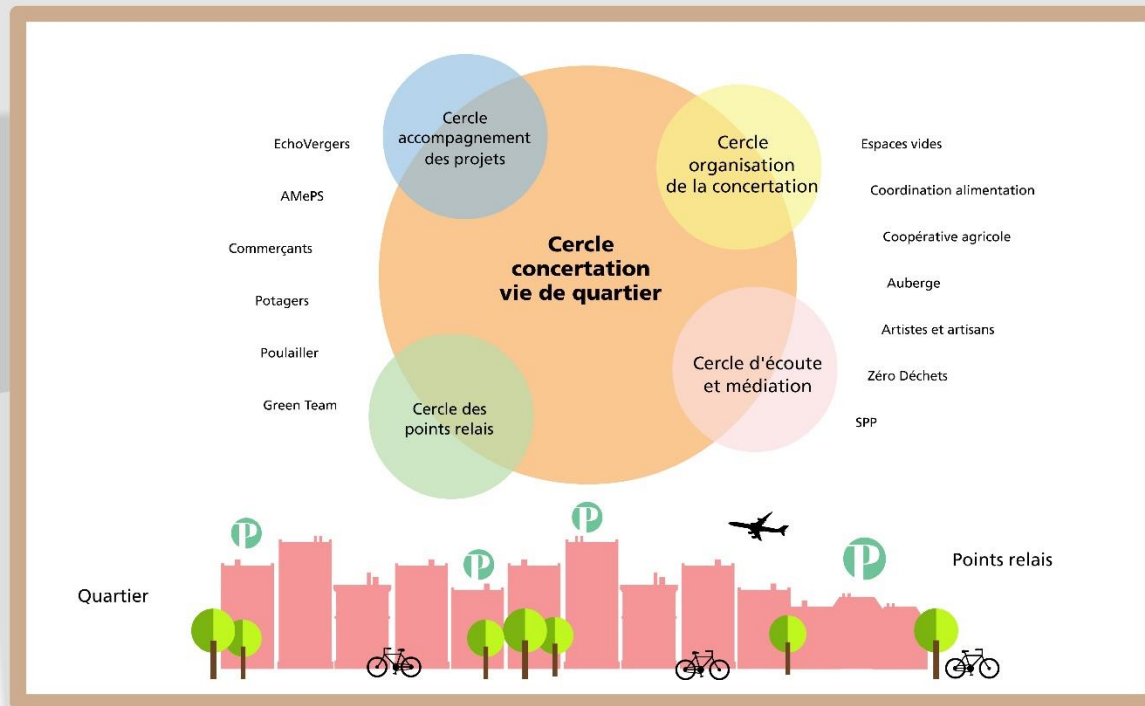 Cercle
accompagnement
des projets
Cercle
organisation
de la concertation
Cercle
concertation
vie de quartier
Cercle des
points relais
Cercle d'écoute
et médiation
EchoVergers
AMePS
Commerçants
Potagers
Poulailler
Green Team
Espaces vides
Coordination alimentation
Coopérative agricole
Auberge
Artistes et artisans
Zéro Déchets
SPP
P
P
P
P
Quartier
Points relais